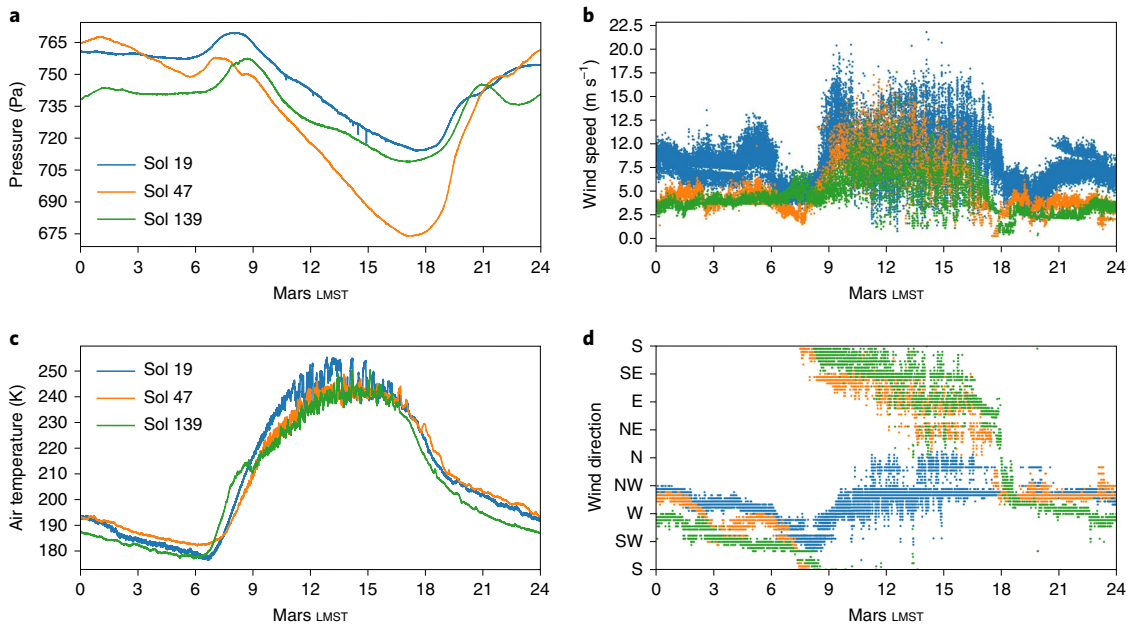 a
Pressure (Pa)
765
750
735
720
705
690
675
Sol 19
Sol 47
Sol 139
0 3 6 9 12 15 18 21 24
Mars LMST
b
Wind speed (m s⁻¹)
22.5
20.0
17.5
15.0
12.5
10.0
7.5
5.0
2.5
0.0
0 3 6 9 12 15 18 21 24
Mars LMST
c
Air temperature (K)
250
240
230
220
210
200
190
180
Sol 19
Sol 47
Sol 139
0 3 6 9 12 15 18 21 24
Mars LMST
d
Wind direction
S
SE
E
NE
N
NW
W
SW
S
0 3 6 9 12 15 18 21 24
Mars LMST